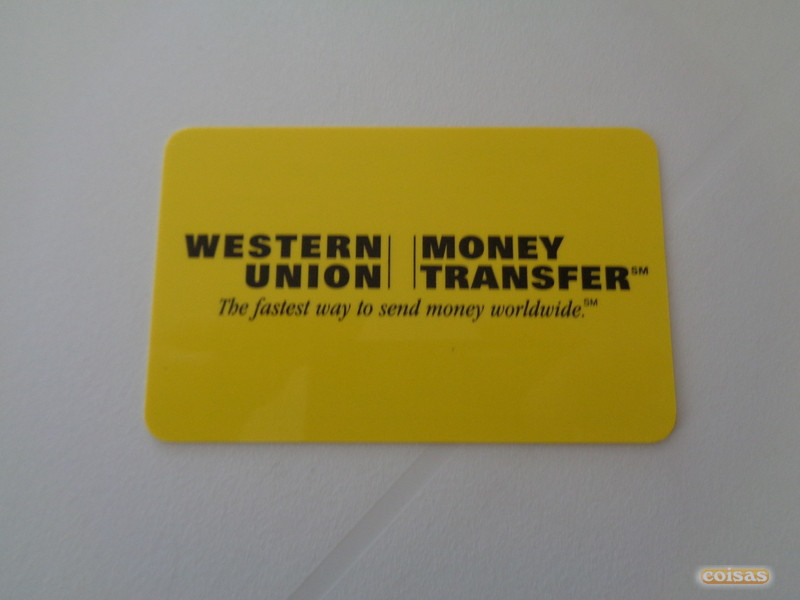 WESTERN UNION | | MONEY TRANSFER℠
The fastest way to send money worldwide.℠
coisas